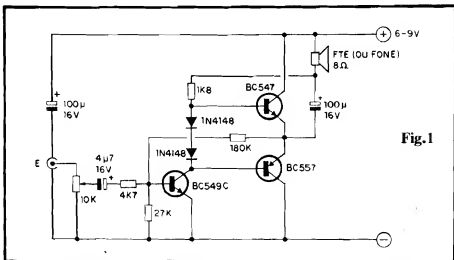 6-9V
FTE (OU FONE)
8Ω
1K8
BC547
100μ
16V
1N4148
100μ
16V
Fig.1
180K
1N4148
BC557
E
4μ7
16V
4K7
BC549C
10K
27K